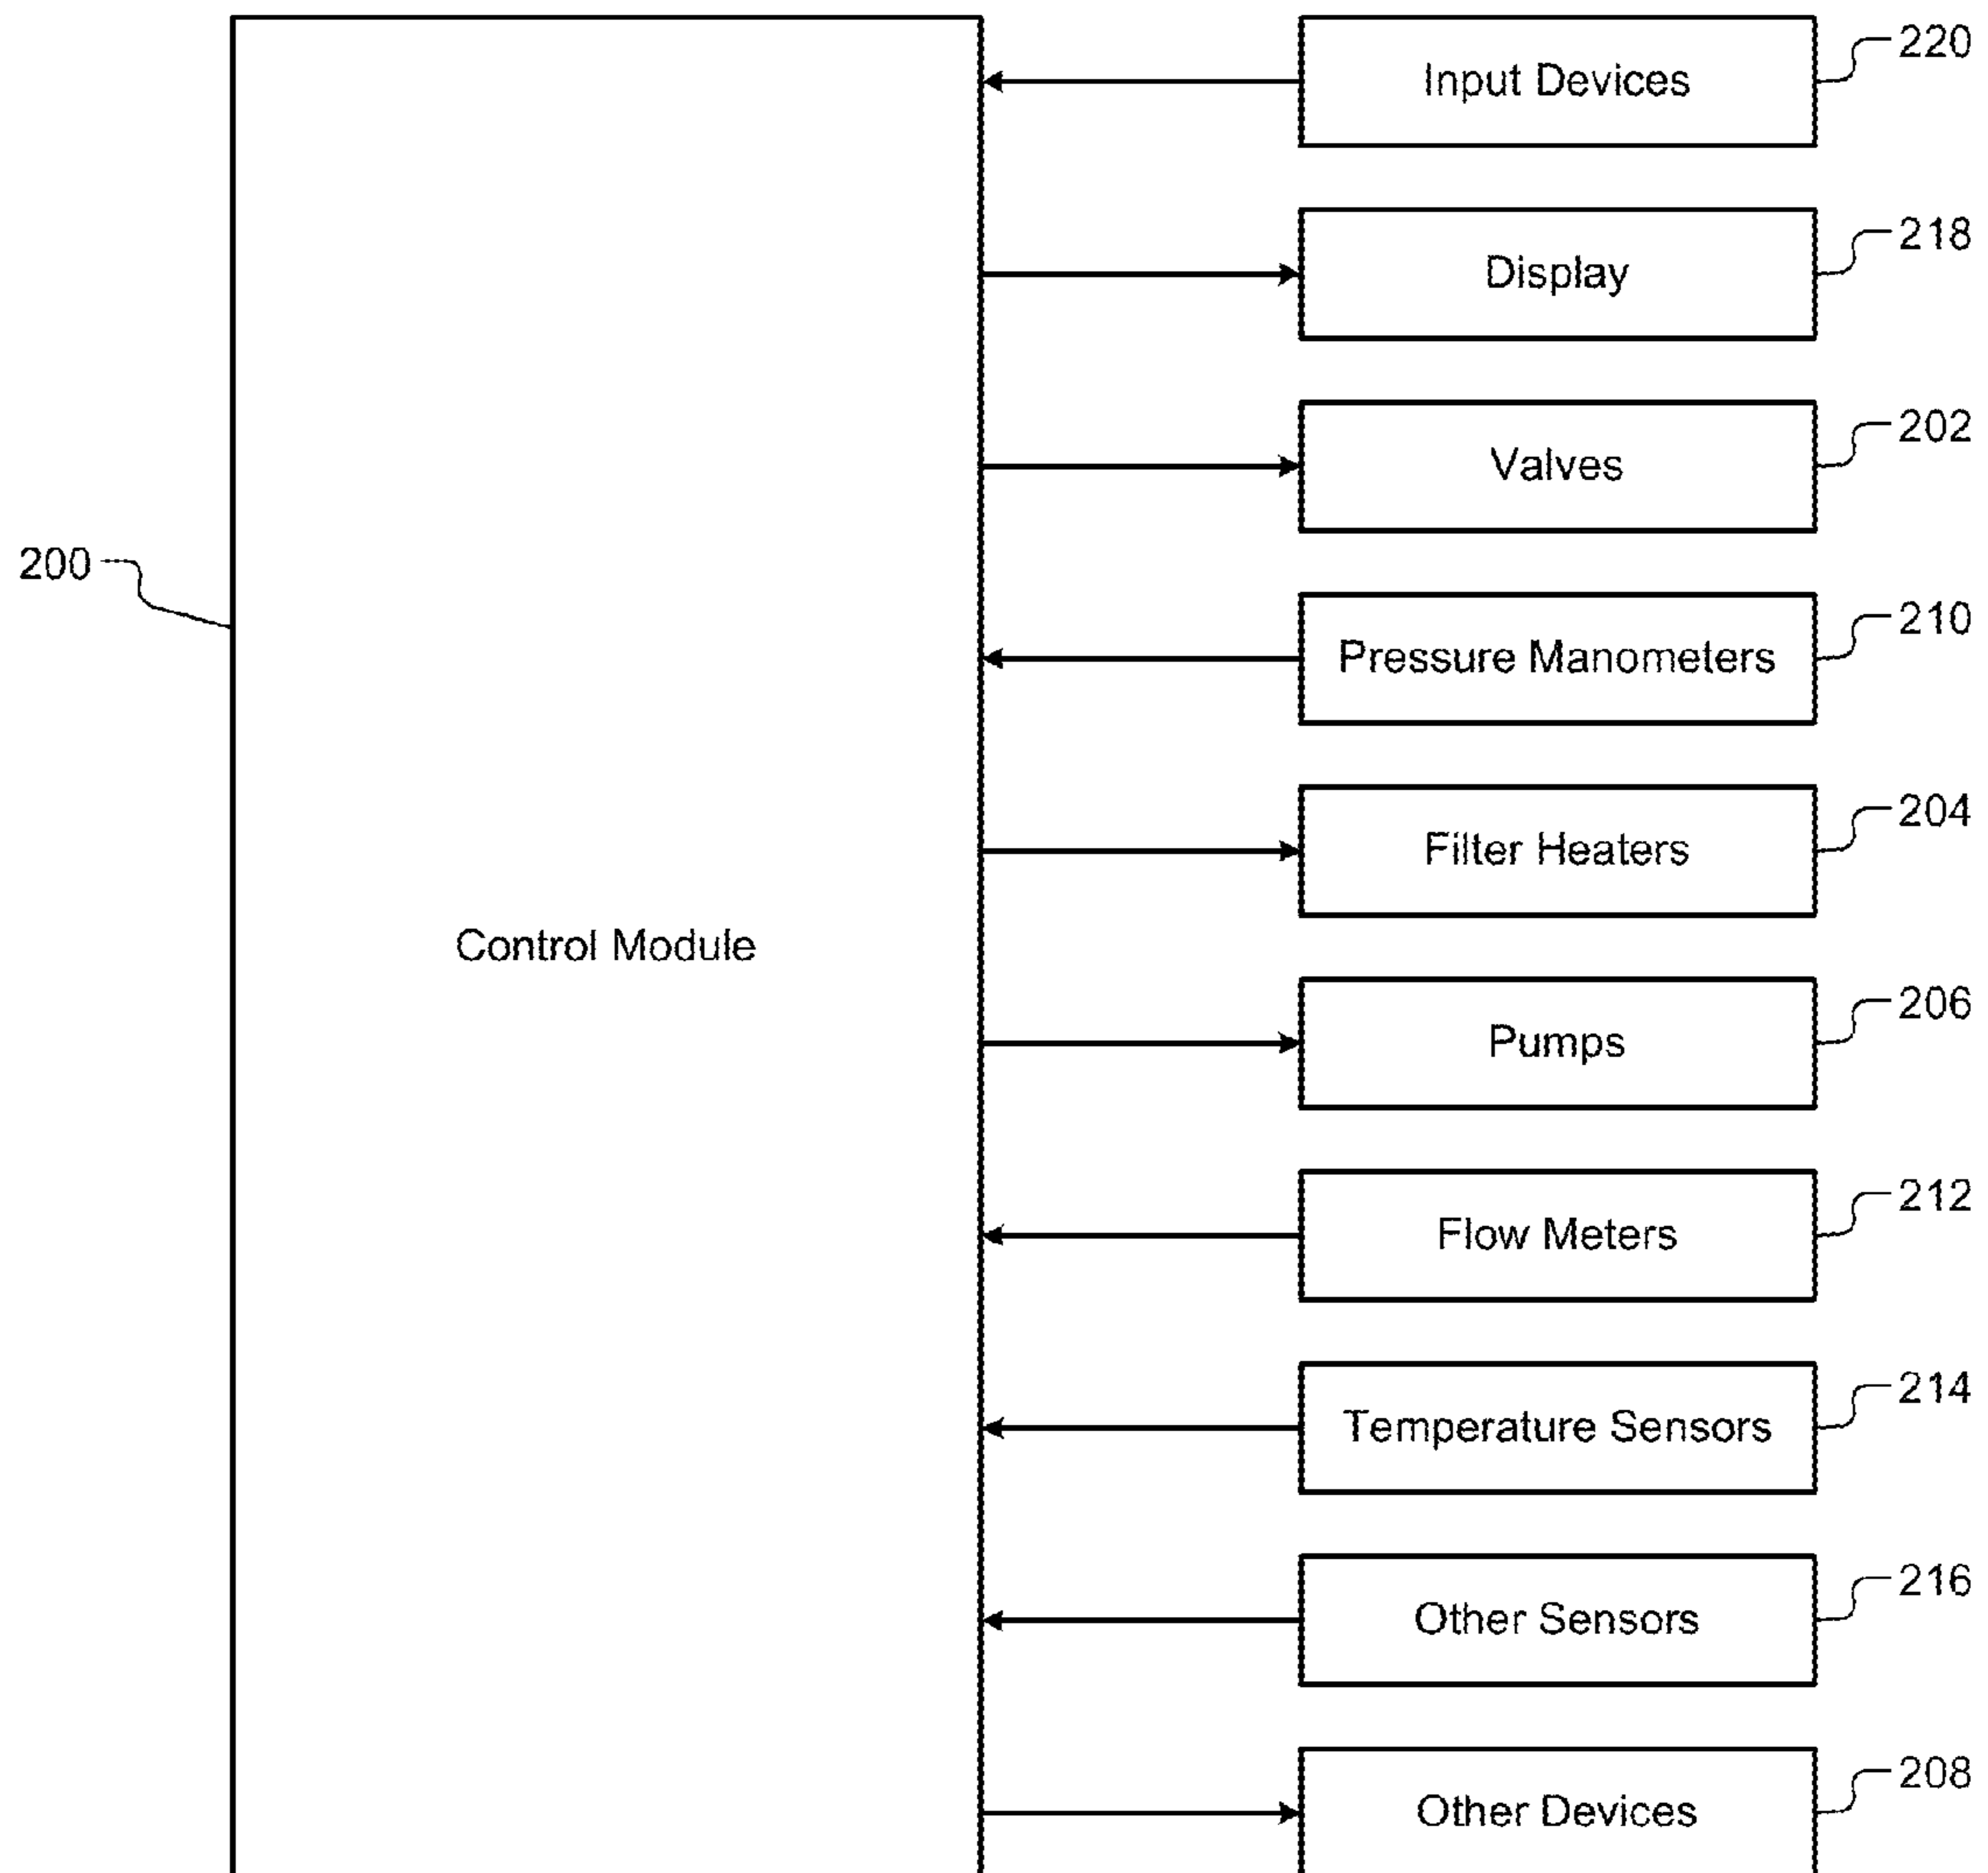 Input Devices
220
Display
218
Valves
202
200
Pressure Manometers
210
Filter Heaters
204
Control Module
Pumps
206
Flow Meters
212
Temperature Sensors
214
Other Sensors
216
Other Devices
208